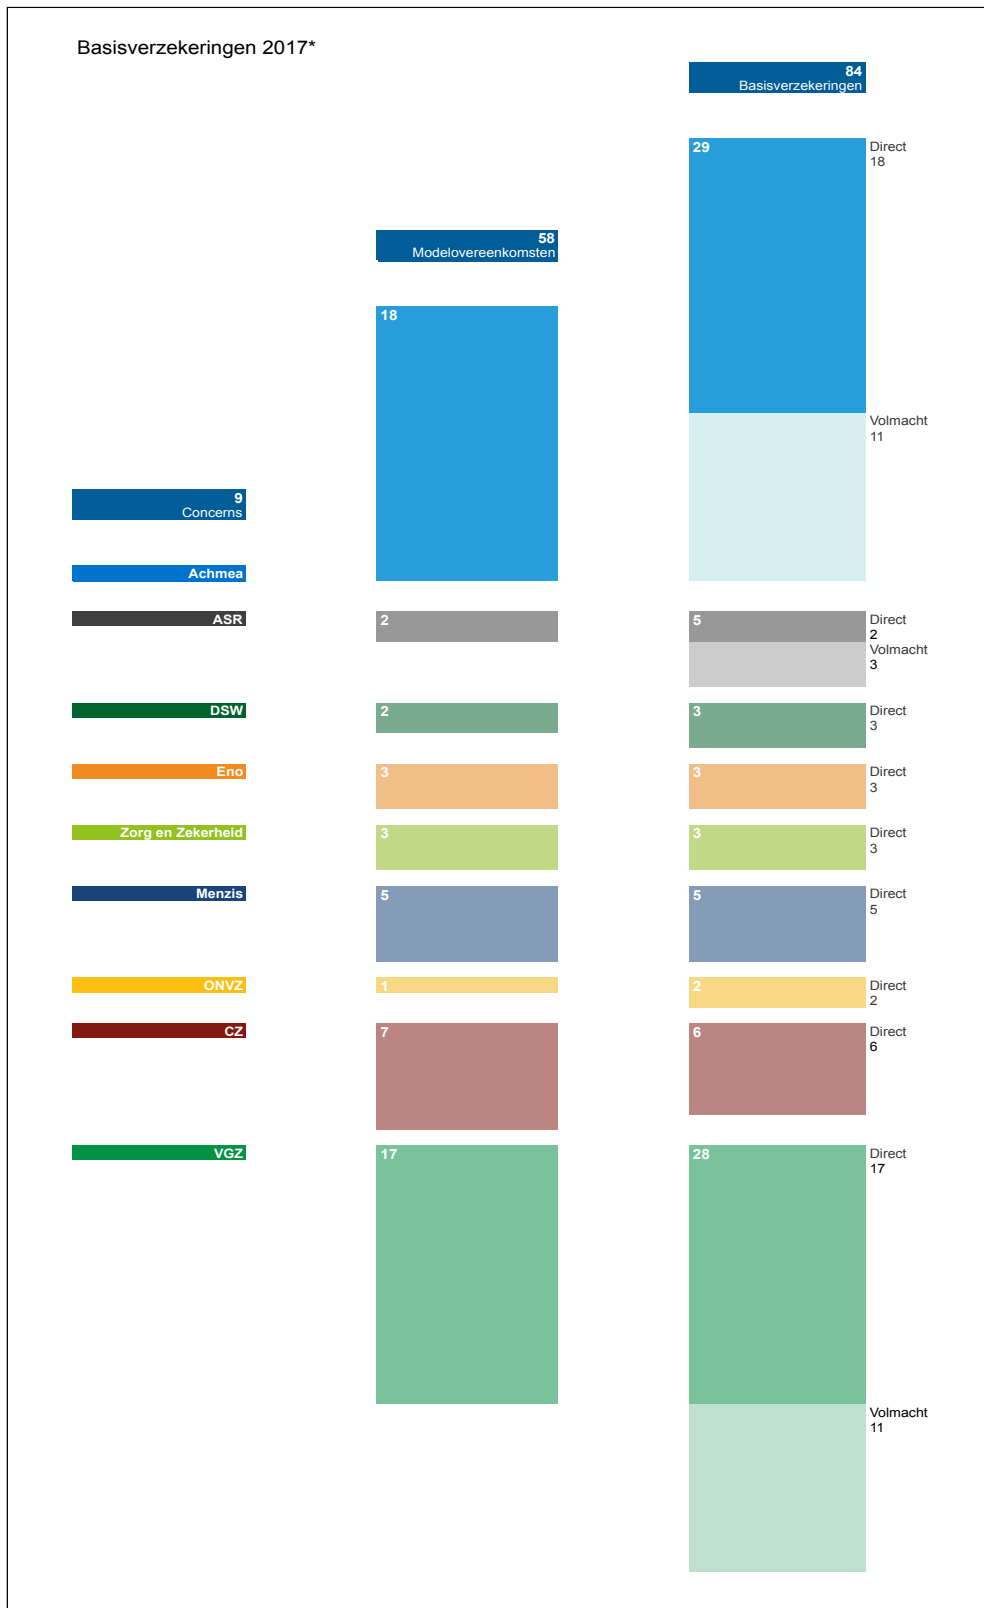 Basisverzekeringen 2017*
84
Basisverzekeringen
29
Direct
18
58
Modelovereenkomsten
18
Volmacht
11
9
Concerns
Achmea
ASR
2
5
Direct
2
Volmacht
3
DSW
2
3
Direct
3
Eno
3
3
Direct
3
Zorg en Zekerheid
3
3
Direct
3
Menzis
5
5
Direct
5
ONVZ
1
2
Direct
2
CZ
7
6
Direct
6
VGZ
17
28
Direct
17
Volmacht
11